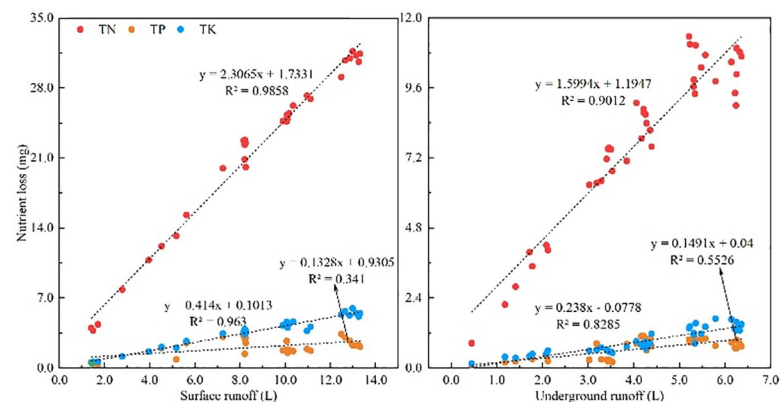 35.0
28.0
21.0
14.0
7.0
0.0
Nutrient loss (mg)
TN TP TK
y = 2.3065x + 1.7331
R² = 0.9858
y = 0.1328x + 0.9305
R² = 0.341
y = 0.414x + 0.1013
R² = 0.963
0.0 2.0 4.0 6.0 8.0 10.0 12.0 14.0
Surface runoff (L)
12.0
9.6
7.2
4.8
2.4
0.0
y = 1.5994x + 1.1947
R² = 0.9012
y = 0.1491x + 0.04
R² = 0.5526
y = 0.238x - 0.0778
R² = 0.8285
0.0 1.0 2.0 3.0 4.0 5.0 6.0 7.0
Underground runoff (L)